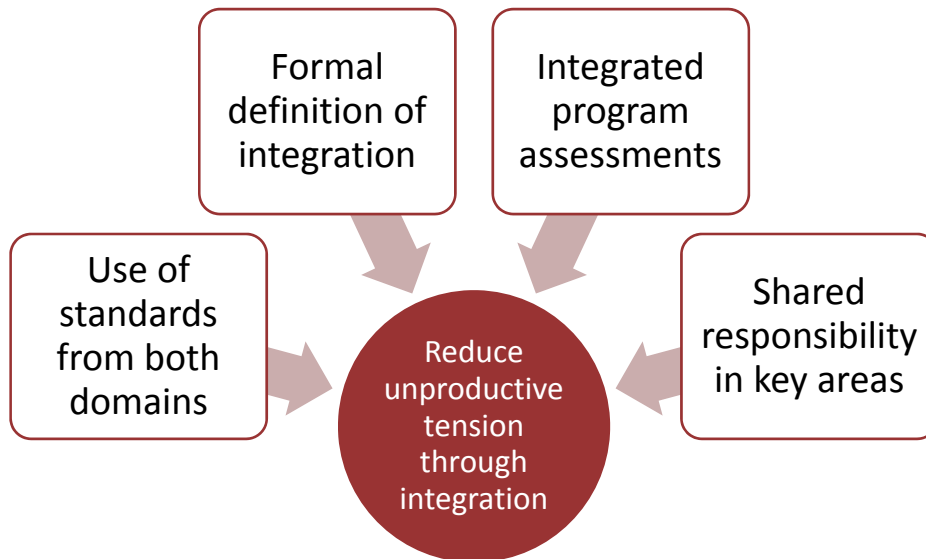 Formal
definition of
integration
Integrated
program
assessments
Use of
standards
from both
domains
Shared
responsibility
in key areas
Reduce
unproductive
tension
through
integration